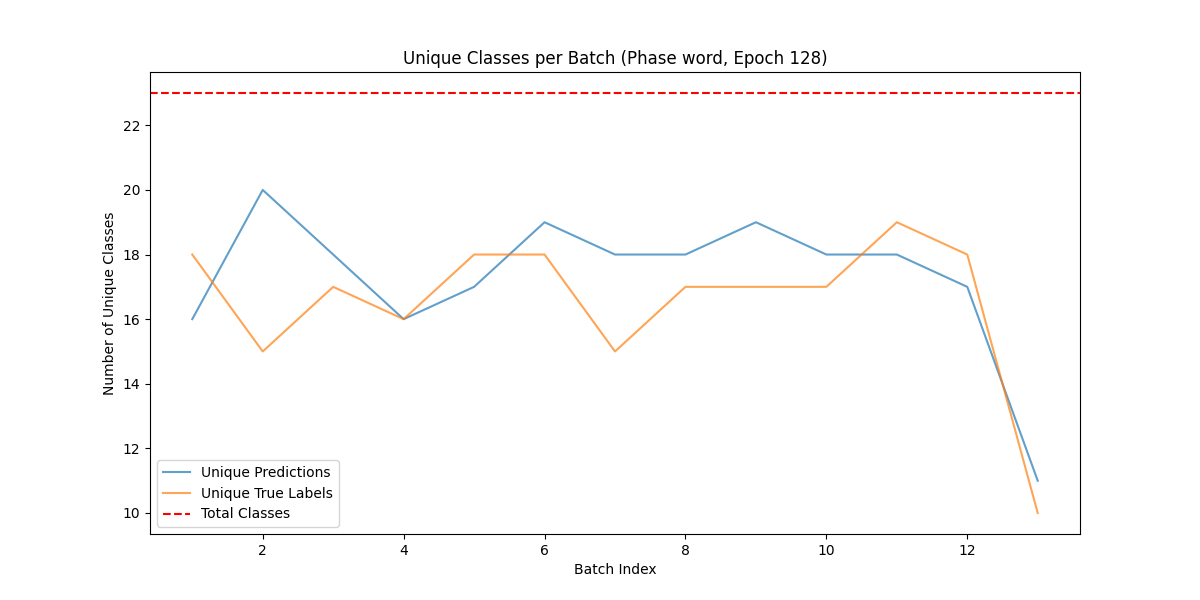 Unique Classes per Batch (Phase word, Epoch 128)
Number of Unique Classes
22
20
18
16
14
12
10
Unique Predictions
Unique True Labels
Total Classes
2 4 6 8 10 12
Batch Index